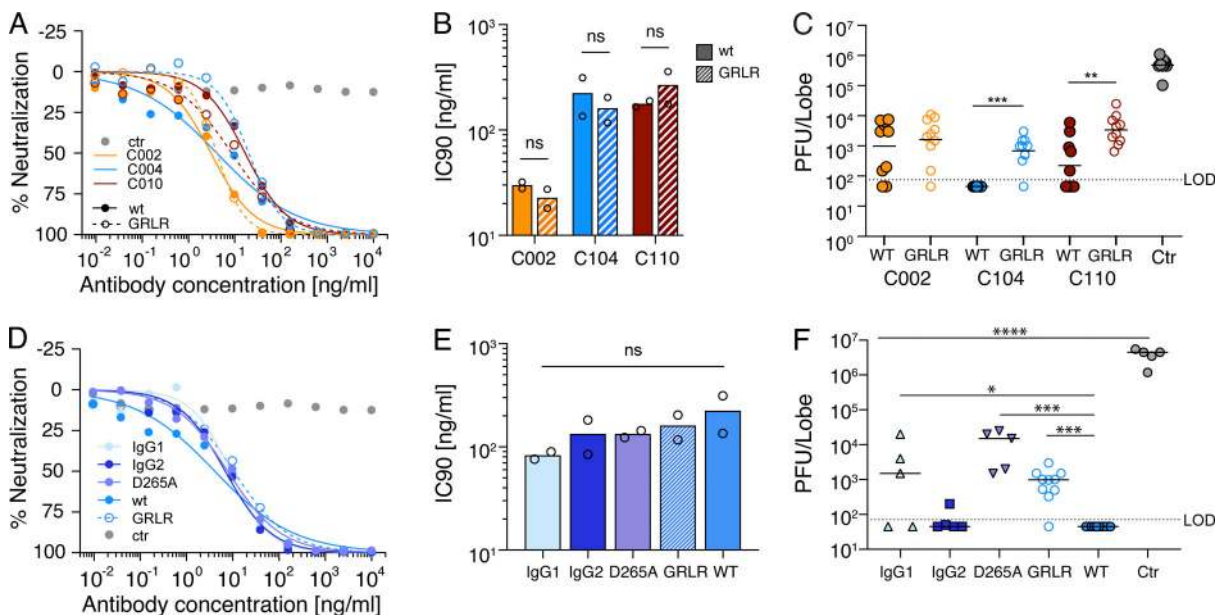 A
% Neutralization
-25
0
25
50
75
100
ctr
C002
C004
C010
wt
GRLR
10-2 10-1 100 101 102 103 104
Antibody concentration [ng/ml]
B
IC90 [ng/ml]
103
102
101
ns
ns
ns
wt
GRLR
C002 C104 C110
C
PFU/Lobe
107
106
105
104
103
102
101
100
***
**
LOD
WT GRLR WT GRLR WT GRLR Ctr
C002 C104 C110
D
% Neutralization
-25
0
25
50
75
100
IgG1
IgG2
D265A
wt
GRLR
ctr
10-2 10-1 100 101 102 103 104
Antibody concentration [ng/ml]
E
IC90 [ng/ml]
103
102
101
ns
IgG1 IgG2 D265A GRLR WT
F
PFU/Lobe
107
106
105
104
103
102
101
****
*
***
***
LOD
IgG1 IgG2 D265A GRLR WT Ctr